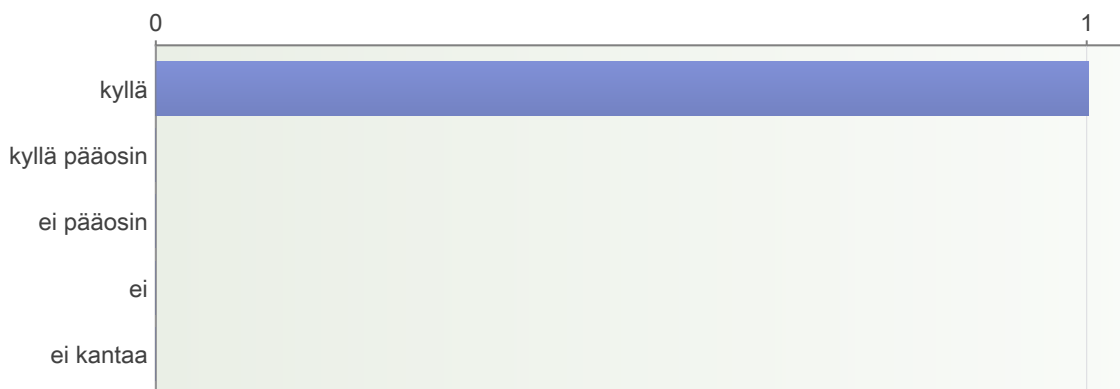 0 1
kyllä
kyllä pääosin
ei pääosin
ei
ei kantaa